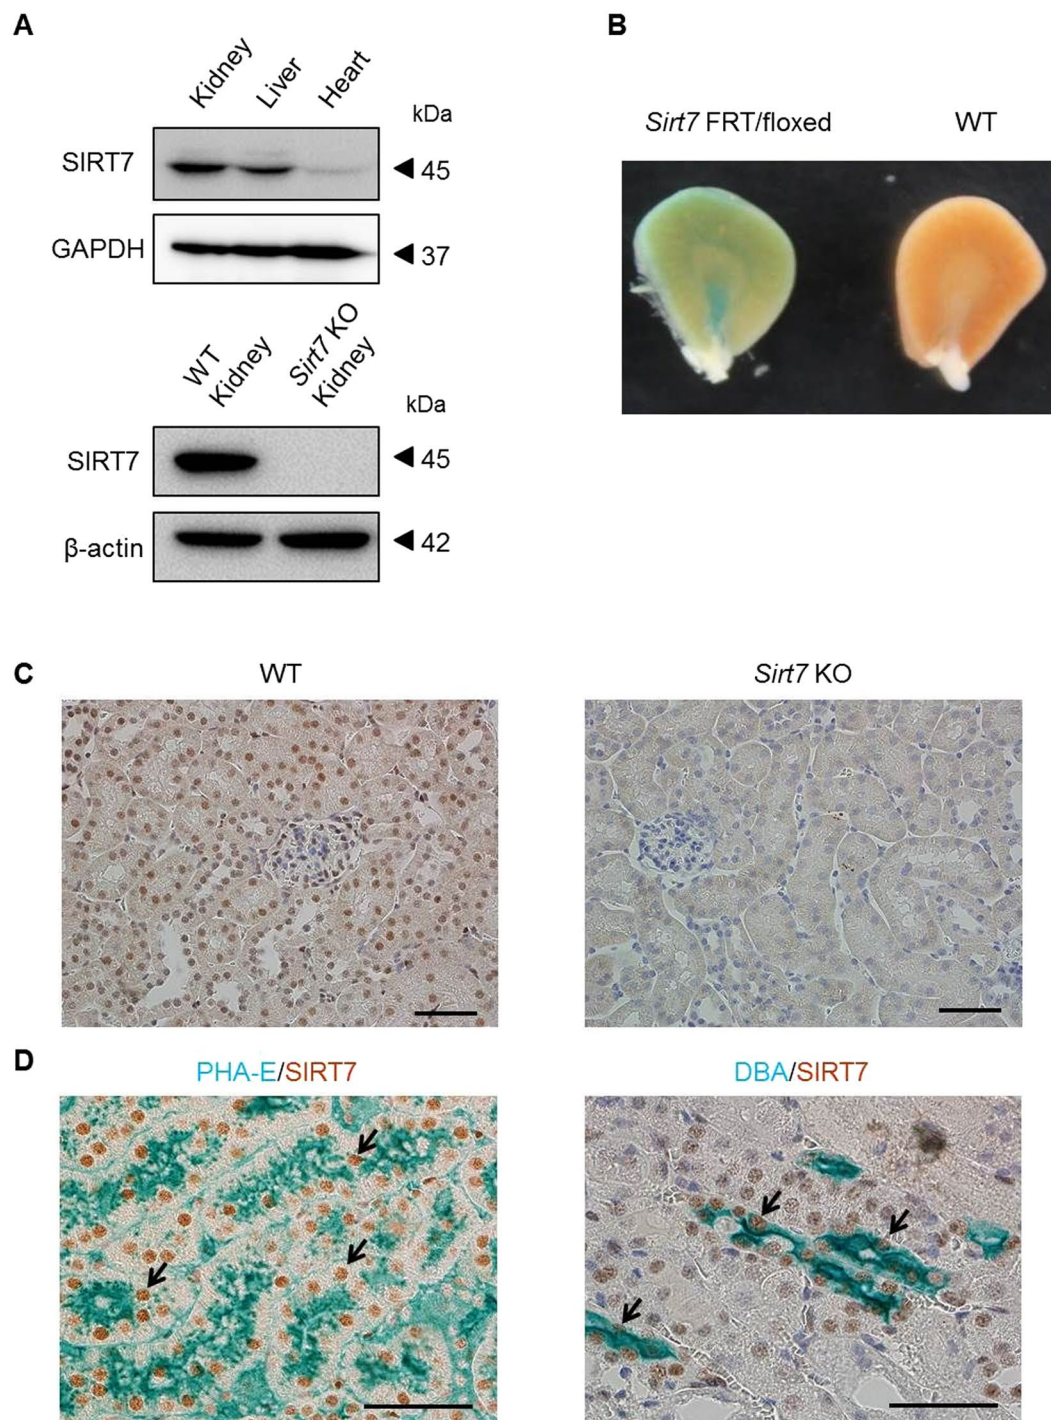 A
Kidney
Liver
Heart
kDa
SIRT7
45
GAPDH
37
WT
Kidney
Sirt7 KO
Kidney
kDa
SIRT7
45
β-actin
42
B
Sirt7 FRT/floxed
WT
C
WT
Sirt7 KO
D
PHA-E/SIRT7
DBA/SIRT7